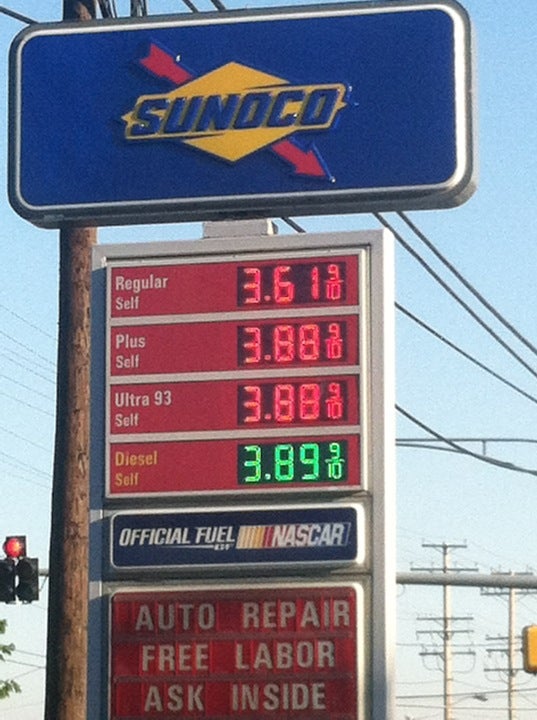 SUNOCO
Regular 3.61 9/10
Self
Plus 3.88 9/10
Self
Ultra 93 3.88 9/10
Self
Diesel 3.89 9/10
Self
OFFICIAL FUEL NASCAR
AUTO REPAIR
FREE LABOR
ASK INSIDE